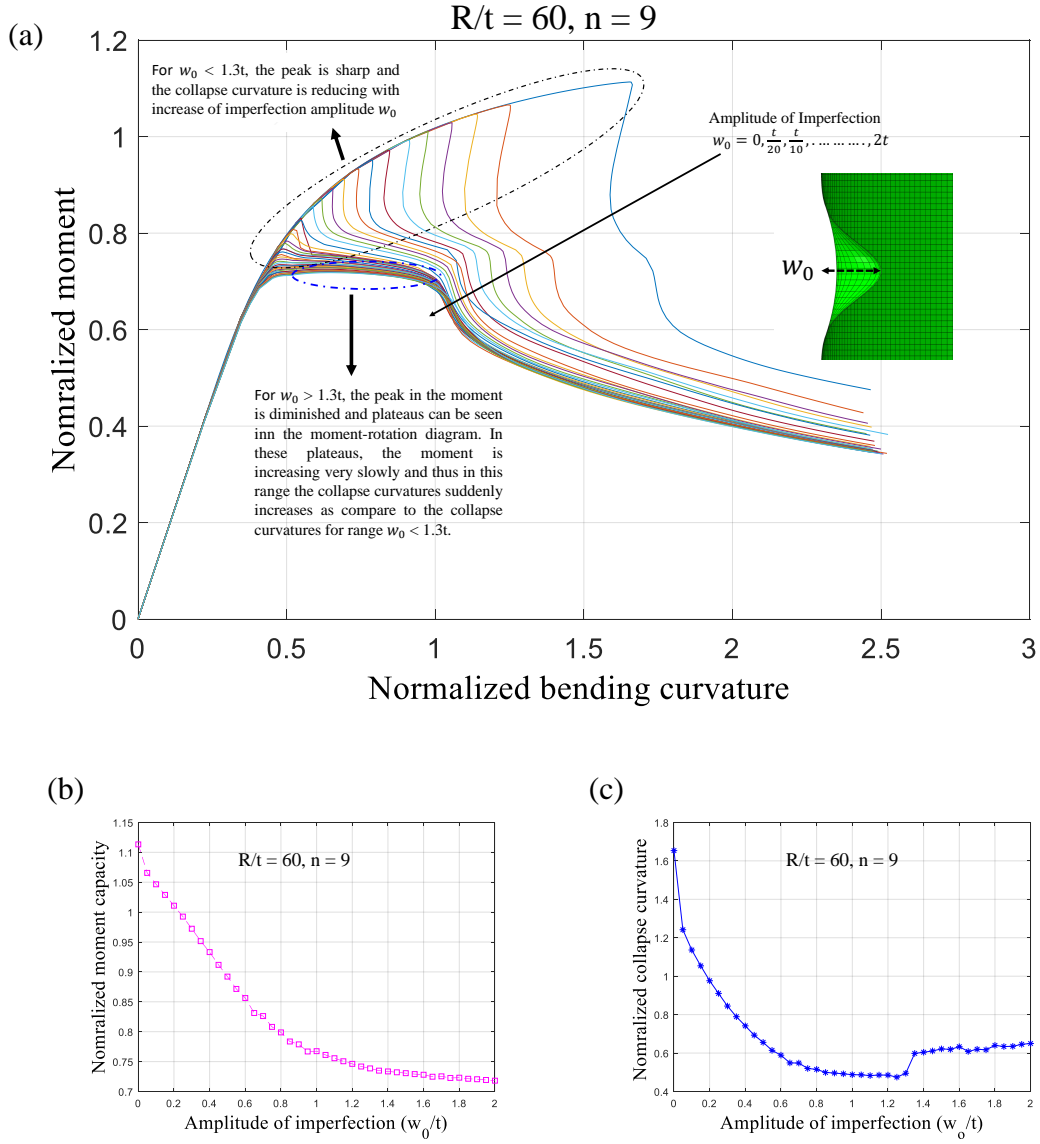 R/t = 60, n = 9
(a)
For w₀ < 1.3t, the peak is sharp and
the collapse curvature is reducing with
increase of imperfection amplitude w₀
Amplitude of Imperfection
w₀ = 0, t/20, t/10, . ... ... ... ., 2t
w₀
For w₀ > 1.3t, the peak in the moment
is diminished and plateaus can be seen
inn the moment-rotation diagram. In
these plateaus, the moment is
increasing very slowly and thus in this
range the collapse curvatures suddenly
increases as compare to the collapse
curvatures for range w₀ < 1.3t.
Nomralized moment
1.2
1
0.8
0.6
0.4
0.2
0
0 0.5 1 1.5 2 2.5 3
Normalized bending curvature
(b)
Nomralized moment capacity
1.15
1.1
1.05
1
0.95
0.9
0.85
0.8
0.75
0.7
R/t = 60, n = 9
0 0.2 0.4 0.6 0.8 1 1.2 1.4 1.6 1.8 2
Amplitude of imperfection (w₀/t)
(c)
Nomralized collapse curvature
1.8
1.6
1.4
1.2
1
0.8
0.6
0.4
R/t = 60, n = 9
0 0.2 0.4 0.6 0.8 1 1.2 1.4 1.6 1.8 2
Amplitude of imperfection (wₒ/t)